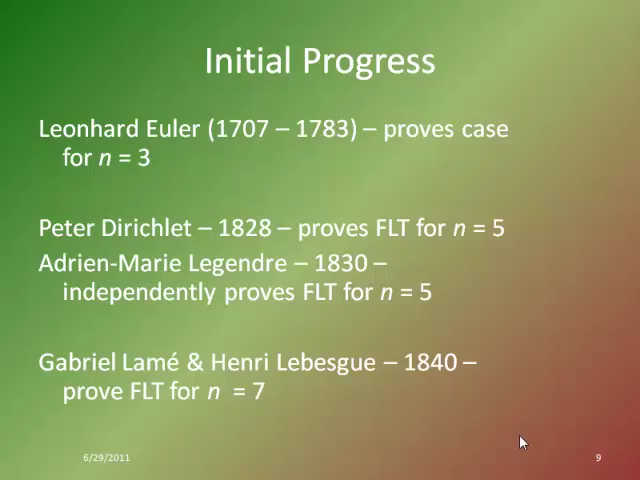 Initial Progress
Leonhard Euler (1707 – 1783) – proves case
for n = 3
Peter Dirichlet – 1828 – proves FLT for n = 5
Adrien-Marie Legendre – 1830 –
independently proves FLT for n = 5
Gabriel Lamé & Henri Lebesgue – 1840 –
prove FLT for n  = 7
6/29/2011
9